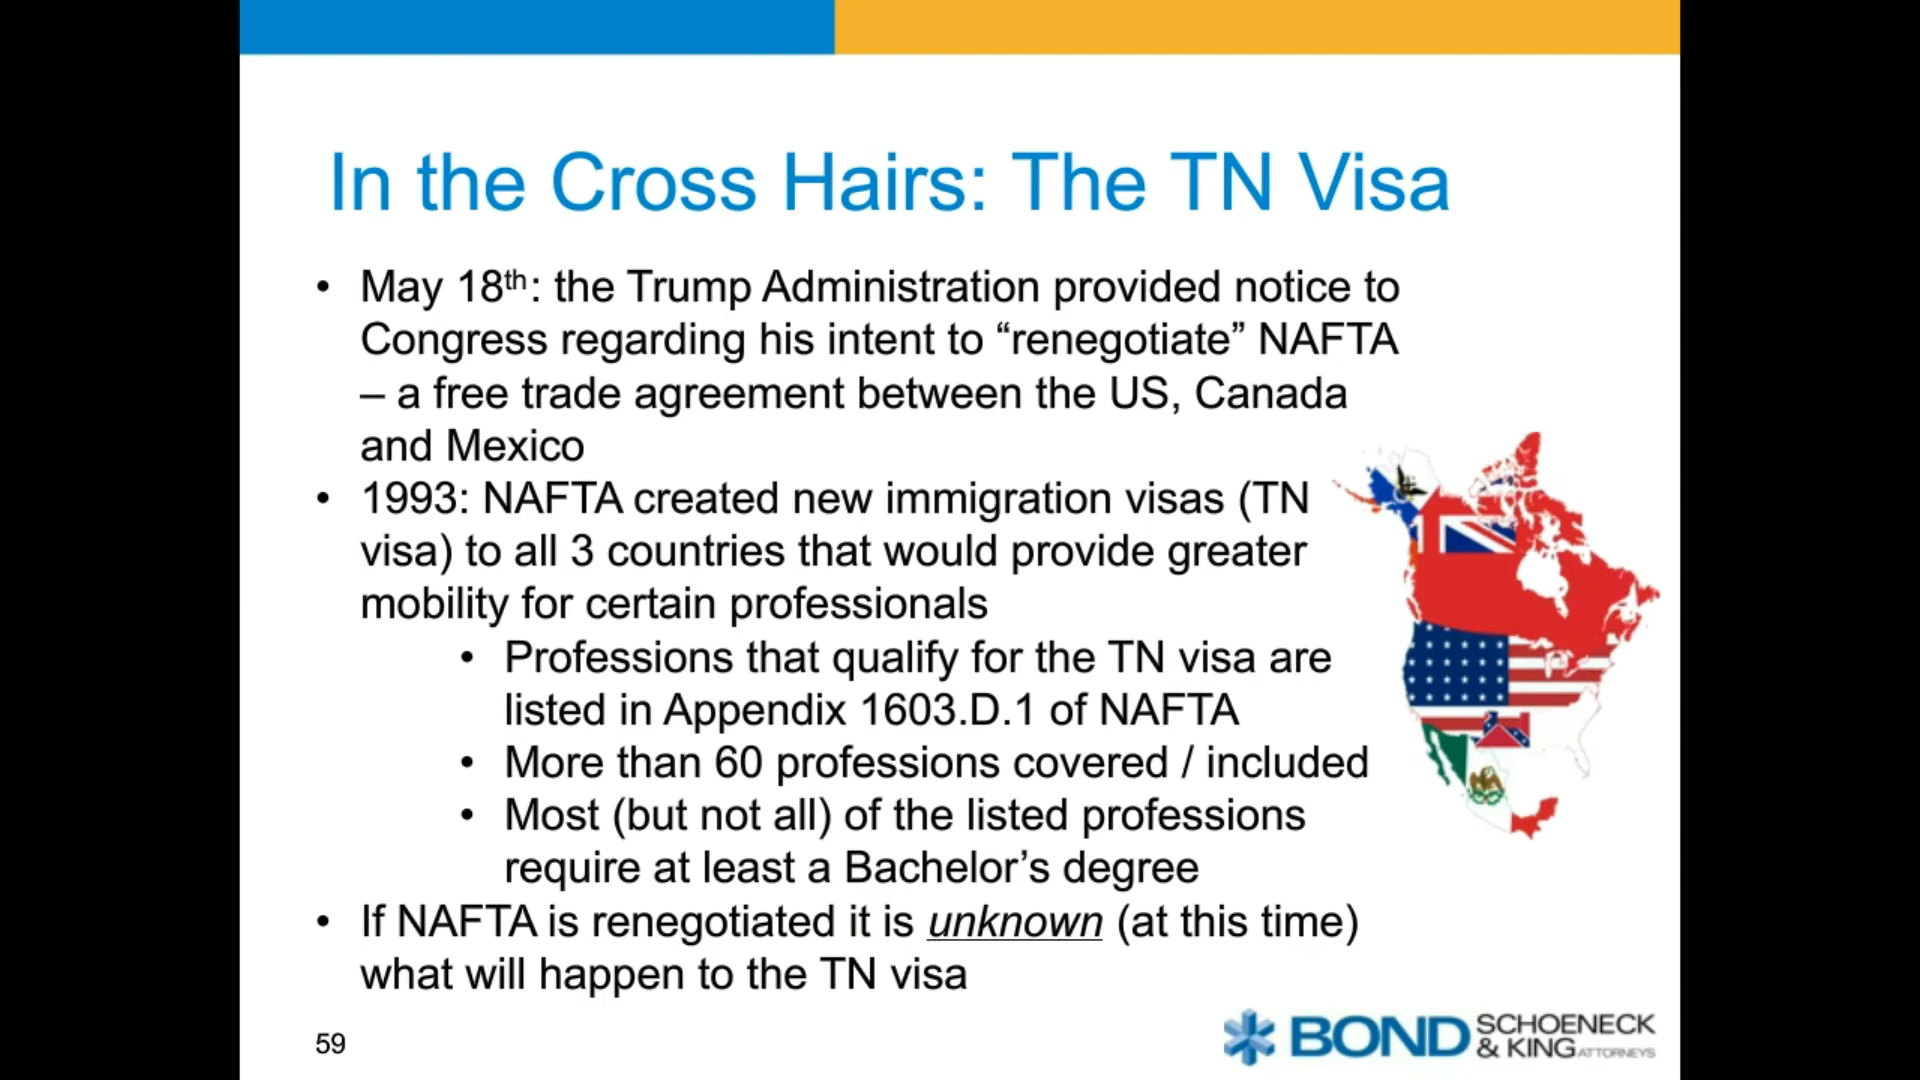 In the Cross Hairs: The TN Visa
• May 18th: the Trump Administration provided notice to
Congress regarding his intent to “renegotiate” NAFTA
– a free trade agreement between the US, Canada
and Mexico
• 1993: NAFTA created new immigration visas (TN
visa) to all 3 countries that would provide greater
mobility for certain professionals
• Professions that qualify for the TN visa are
listed in Appendix 1603.D.1 of NAFTA
• More than 60 professions covered / included
• Most (but not all) of the listed professions
require at least a Bachelor’s degree
• If NAFTA is renegotiated it is unknown (at this time)
what will happen to the TN visa
59
BOND SCHOENECK
& KING ATTORNEYS